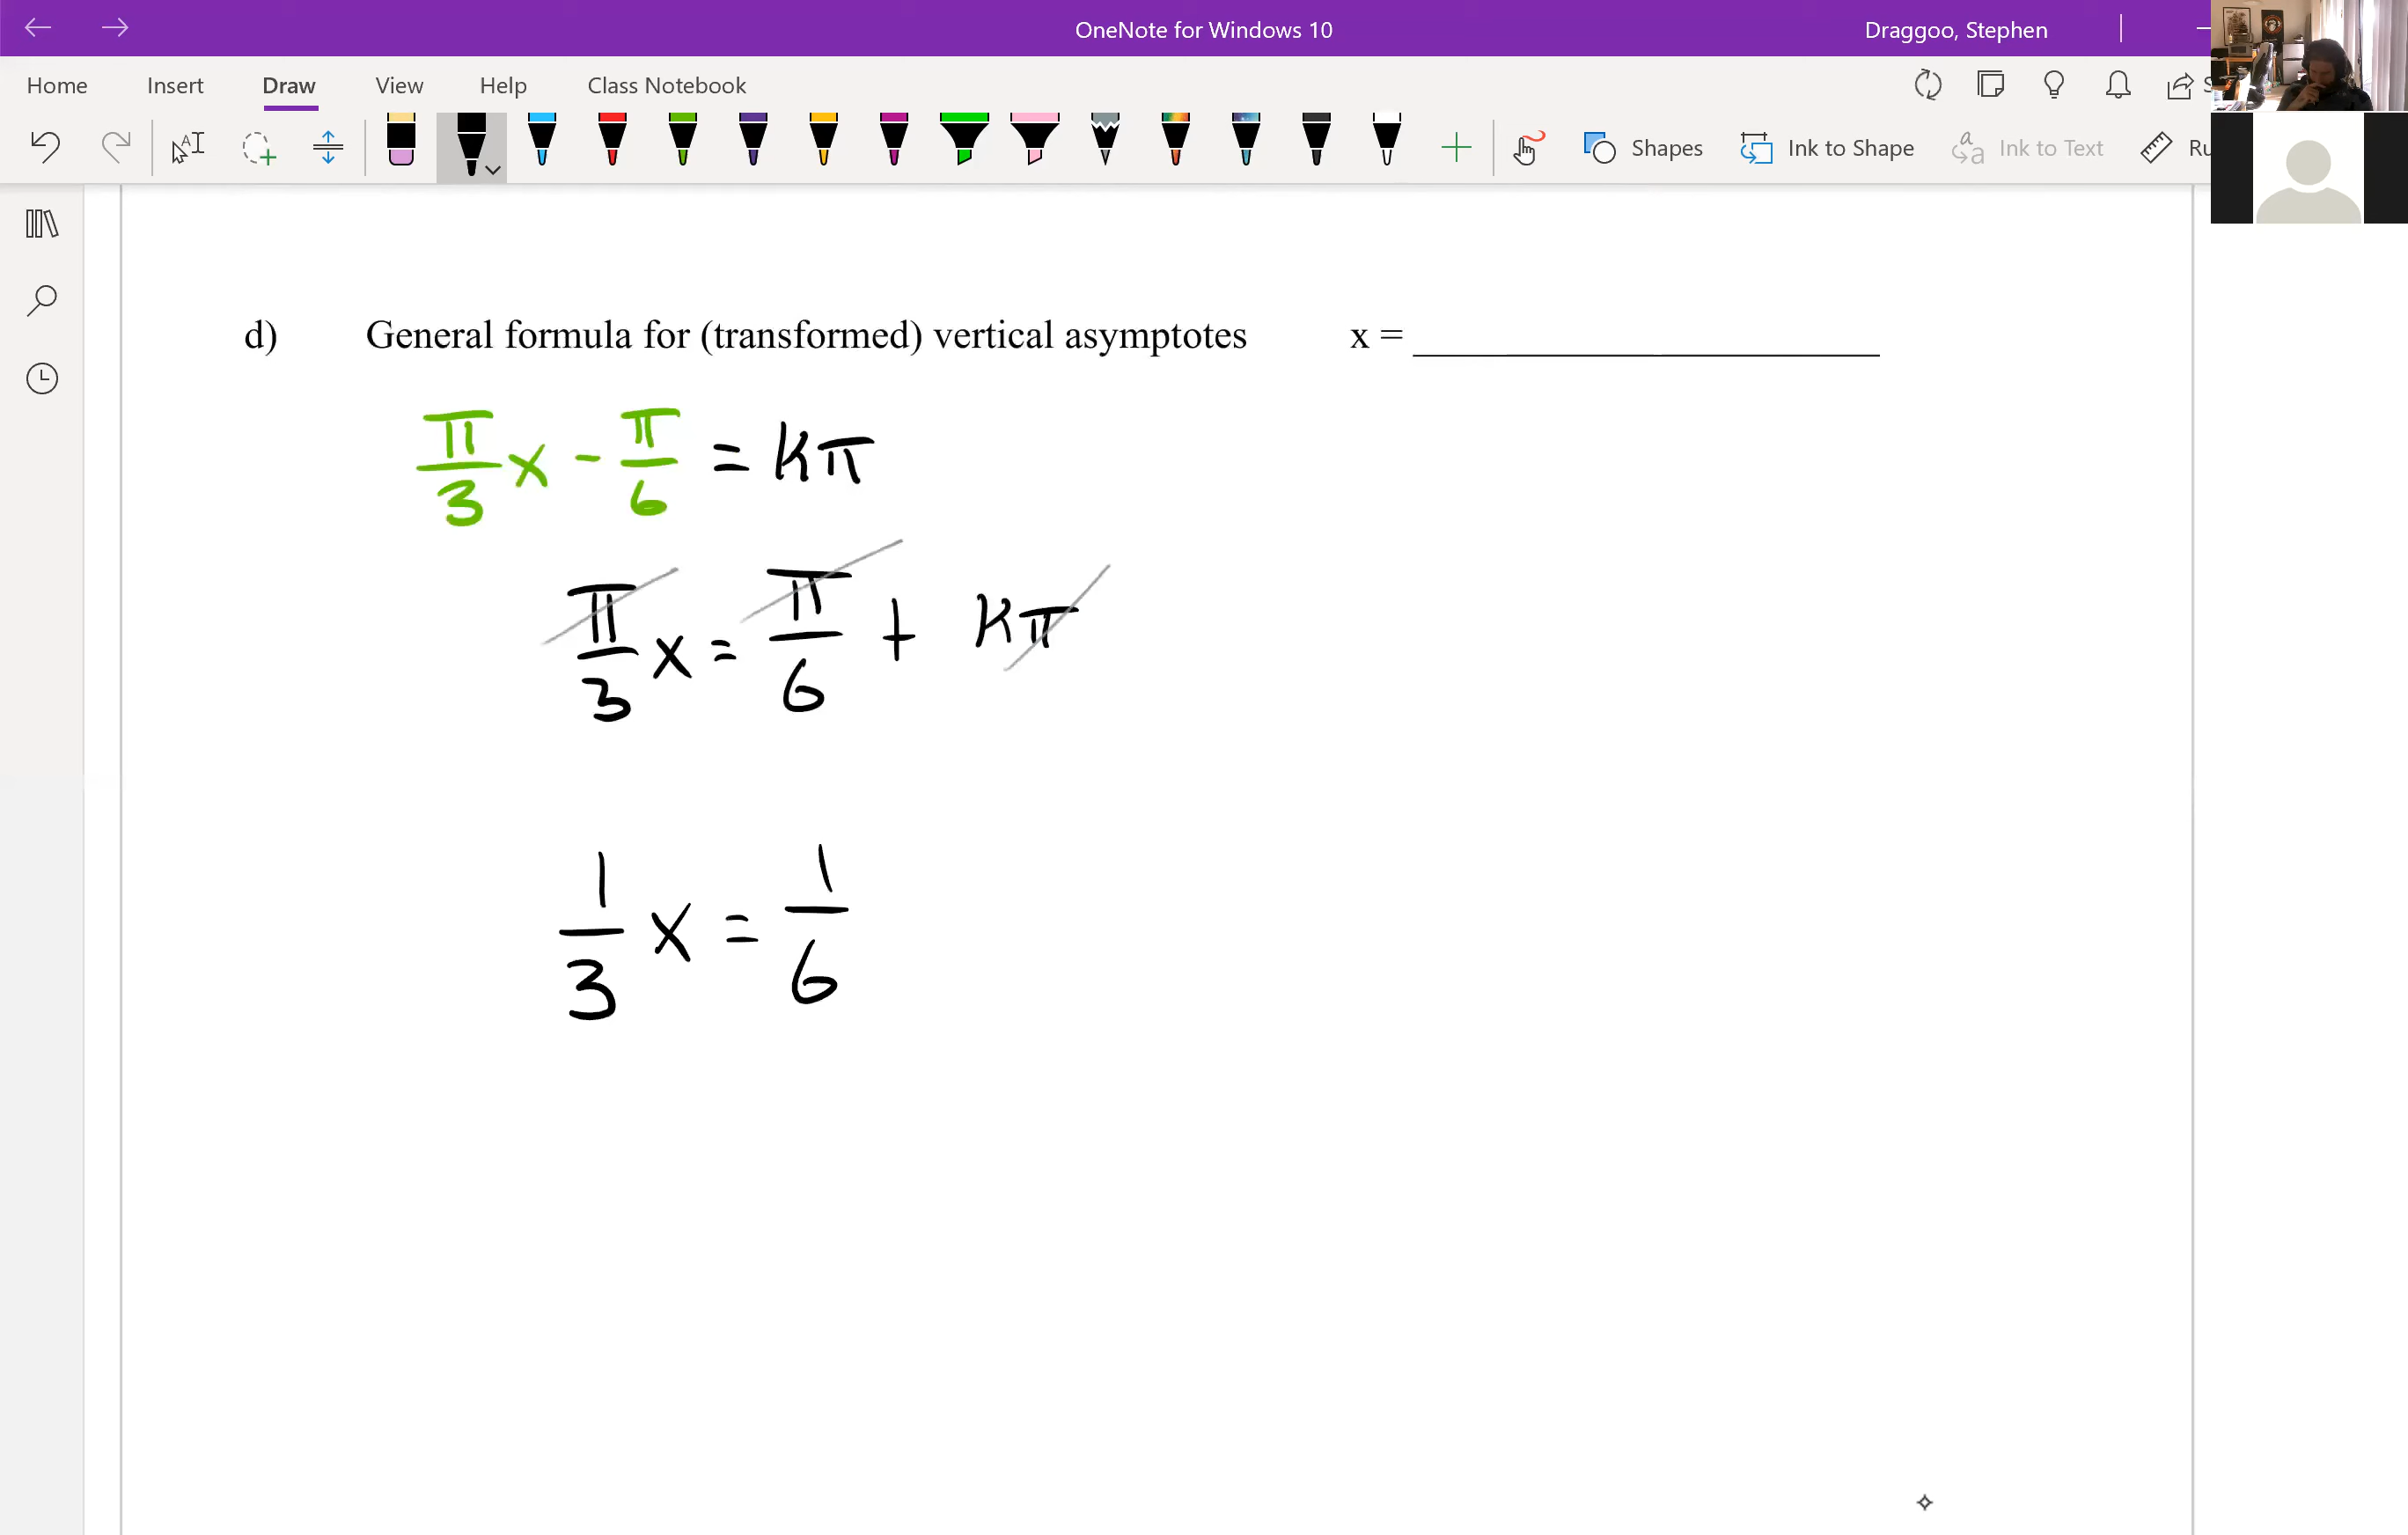 OneNote for Windows 10 Draggoo, Stephen
Home Insert Draw View Help Class Notebook
Shapes Ink to Shape Ink to Text
d) General formula for (transformed) vertical asymptotes x = ____________________
π/3 x - π/6 = kπ
π/3 x = π/6 + kπ
1/3 x = 1/6